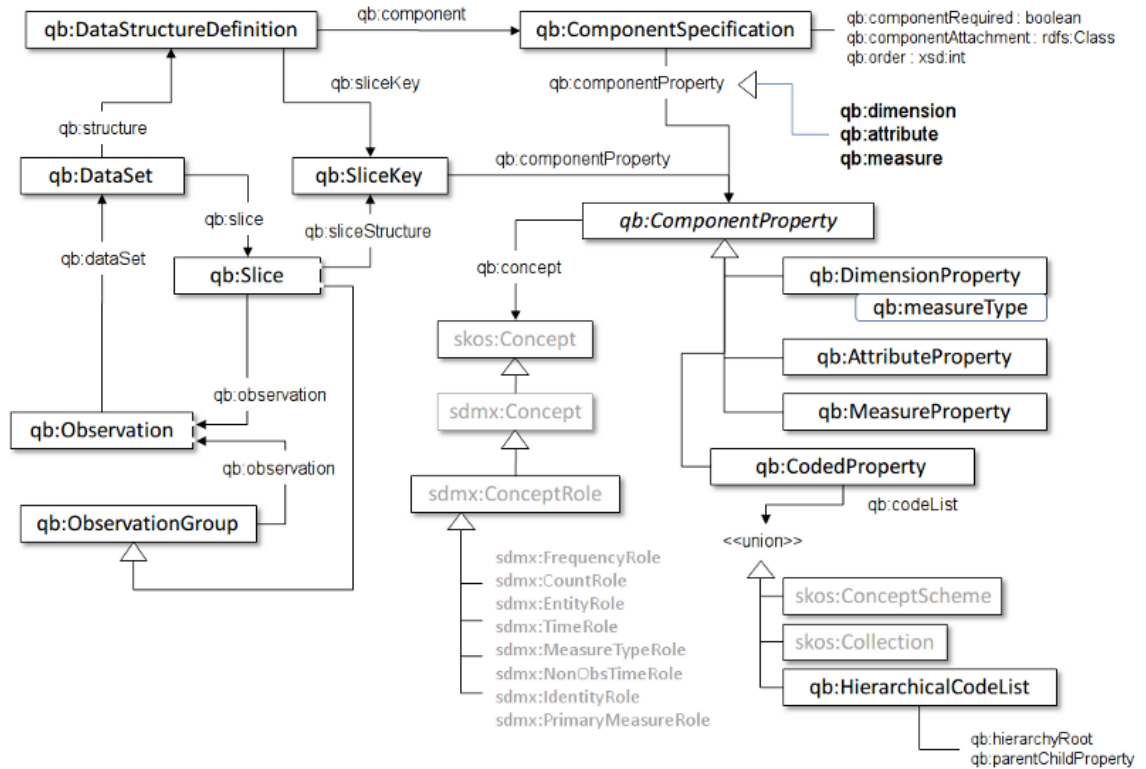 qb:DataStructureDefinition
qb:component
qb:ComponentSpecification
qb:componentRequired : boolean
qb:componentAttachment : rdfs:Class
qb:order : xsd:int
qb:sliceKey
qb:componentProperty
qb:dimension
qb:attribute
qb:measure
qb:structure
qb:DataSet
qb:SliceKey
qb:componentProperty
qb:slice
qb:sliceStructure
qb:ComponentProperty
qb:dataSet
qb:Slice
qb:concept
qb:DimensionProperty
qb:measureType
skos:Concept
qb:AttributeProperty
qb:observation
sdmx:Concept
qb:MeasureProperty
qb:Observation
qb:observation
qb:CodedProperty
sdmx:ConceptRole
qb:codeList
qb:ObservationGroup
<<union>>
sdmx:FrequencyRole
sdmx:CountRole
sdmx:EntityRole
sdmx:TimeRole
sdmx:MeasureTypeRole
sdmx:NonObsTimeRole
sdmx:IdentityRole
sdmx:PrimaryMeasureRole
skos:ConceptScheme
skos:Collection
qb:HierarchicalCodeList
qb:hierarchyRoot
qb:parentChildProperty